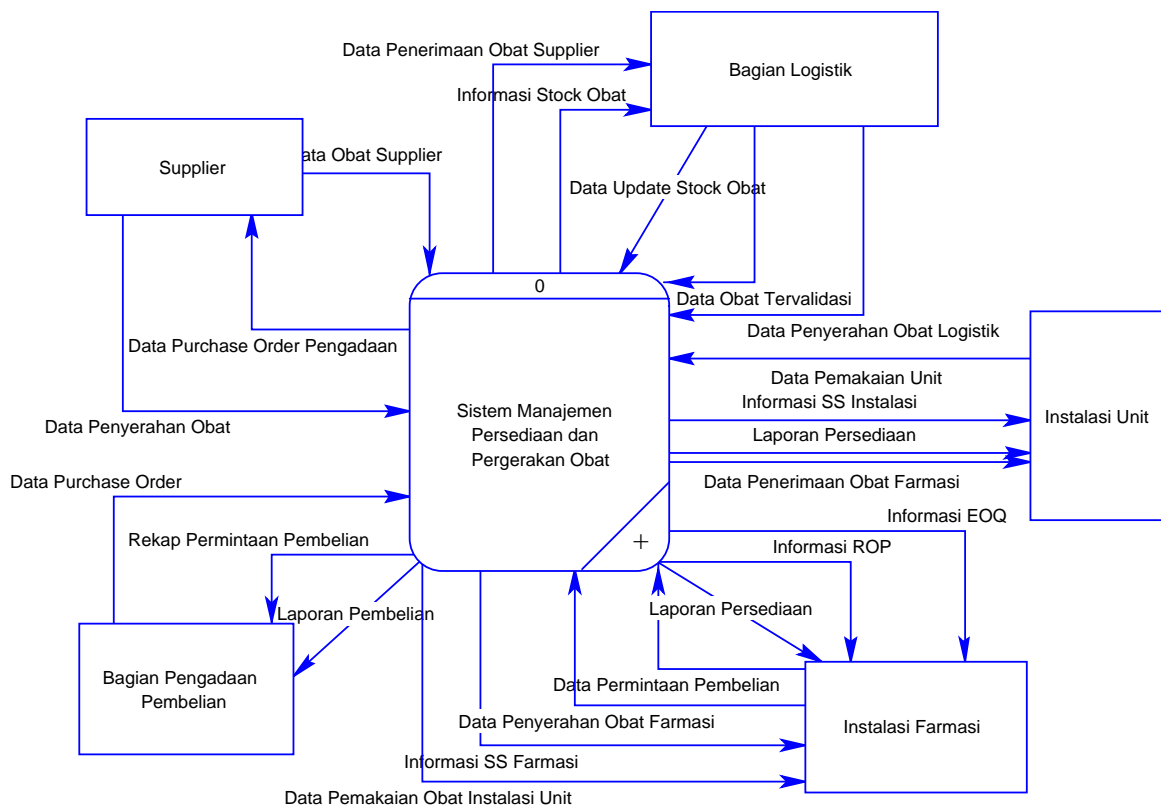 Data Penerimaan Obat Supplier
Bagian Logistik
Informasi Stock Obat
Supplier
ata Obat Supplier
Data Update Stock Obat
0
Data Obat Tervalidasi
Data Penyerahan Obat Logistik
Data Purchase Order Pengadaan
Data Pemakaian Unit
Informasi SS Instalasi
Sistem Manajemen
Persediaan dan
Pergerakan Obat
Instalasi Unit
Data Penyerahan Obat
Laporan Persediaan
Data Penerimaan Obat Farmasi
Data Purchase Order
Informasi EOQ
Rekap Permintaan Pembelian
+
Informasi ROP
Laporan Pembelian
Laporan Persediaan
Bagian Pengadaan
Pembelian
Data Permintaan Pembelian
Data Penyerahan Obat Farmasi
Instalasi Farmasi
Informasi SS Farmasi
Data Pemakaian Obat Instalasi Unit